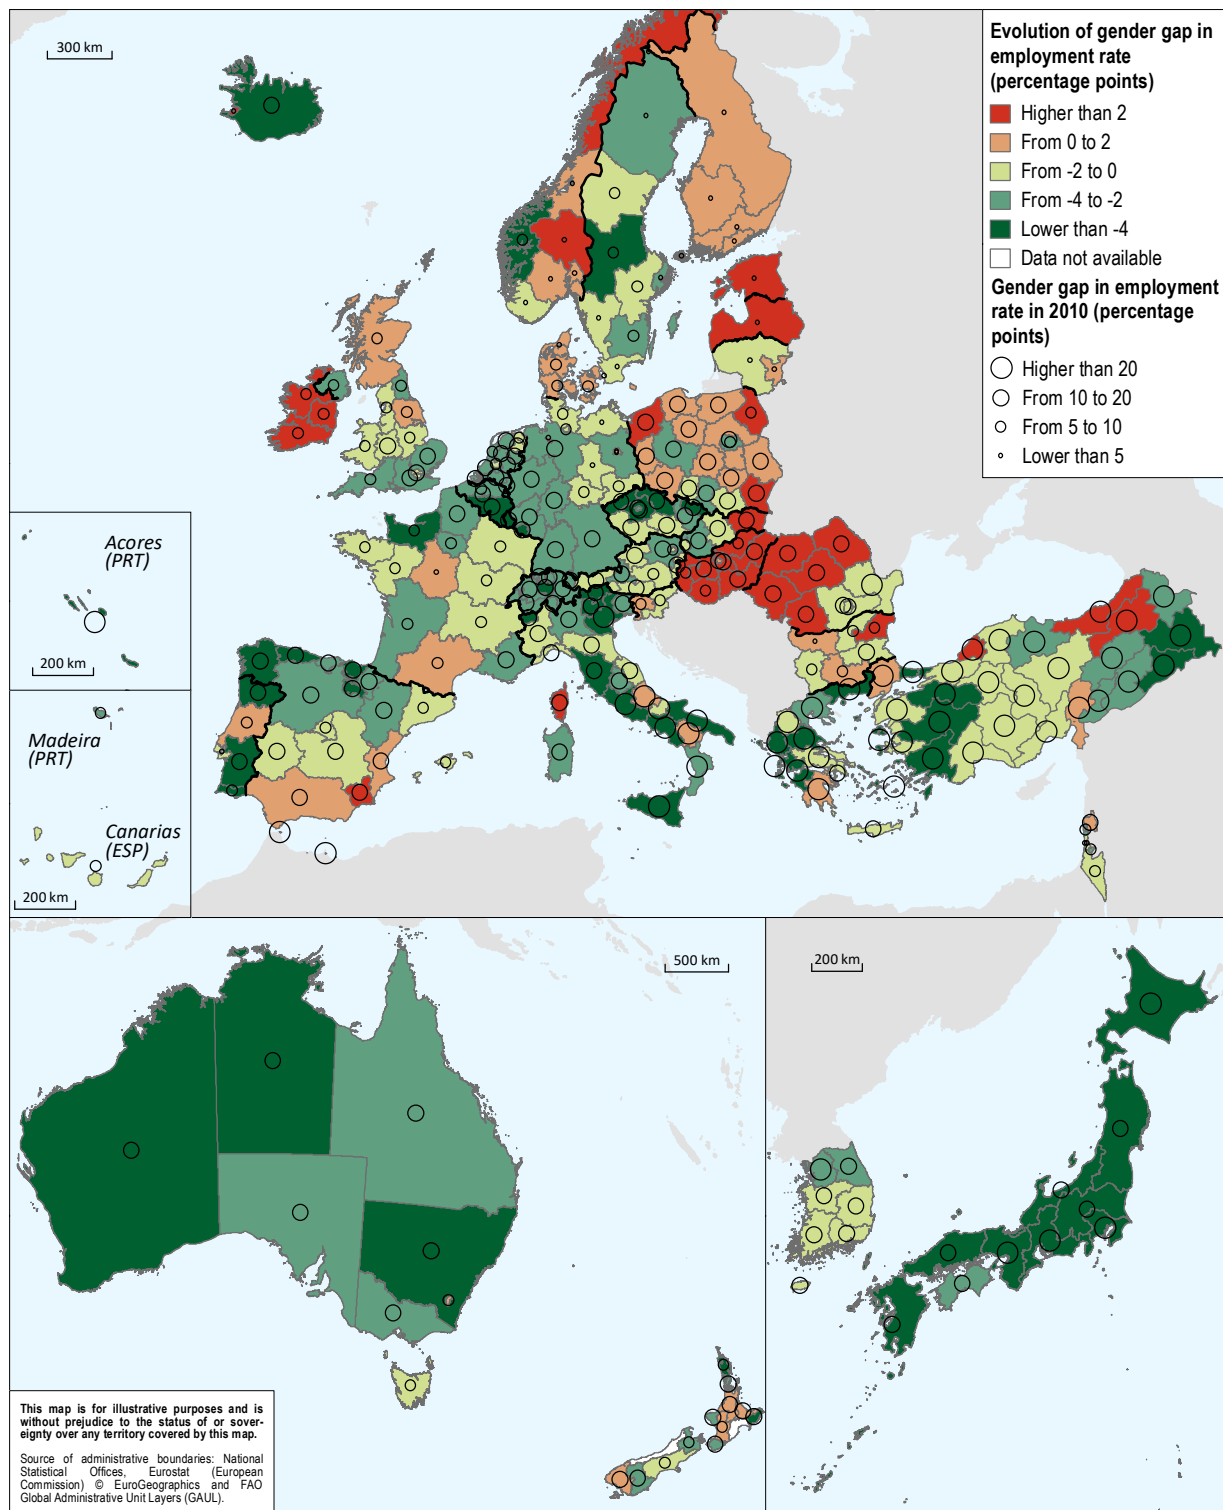 300 km
Evolution of gender gap in
employment rate
(percentage points)
Higher than 2
From 0 to 2
From -2 to 0
From -4 to -2
Lower than -4
Data not available
Gender gap in employment
rate in 2010 (percentage
points)
Higher than 20
From 10 to 20
From 5 to 10
Lower than 5
Acores
(PRT)
200 km
Madeira
(PRT)
Canarias
(ESP)
200 km
500 km
200 km
This map is for illustrative purposes and is
without prejudice to the status of or sover-
eignty over any territory covered by this map.
Source of administrative boundaries: National
Statistical Offices, Eurostat (European
Commission) © EuroGeographics and FAO
Global Administrative Unit Layers (GAUL).